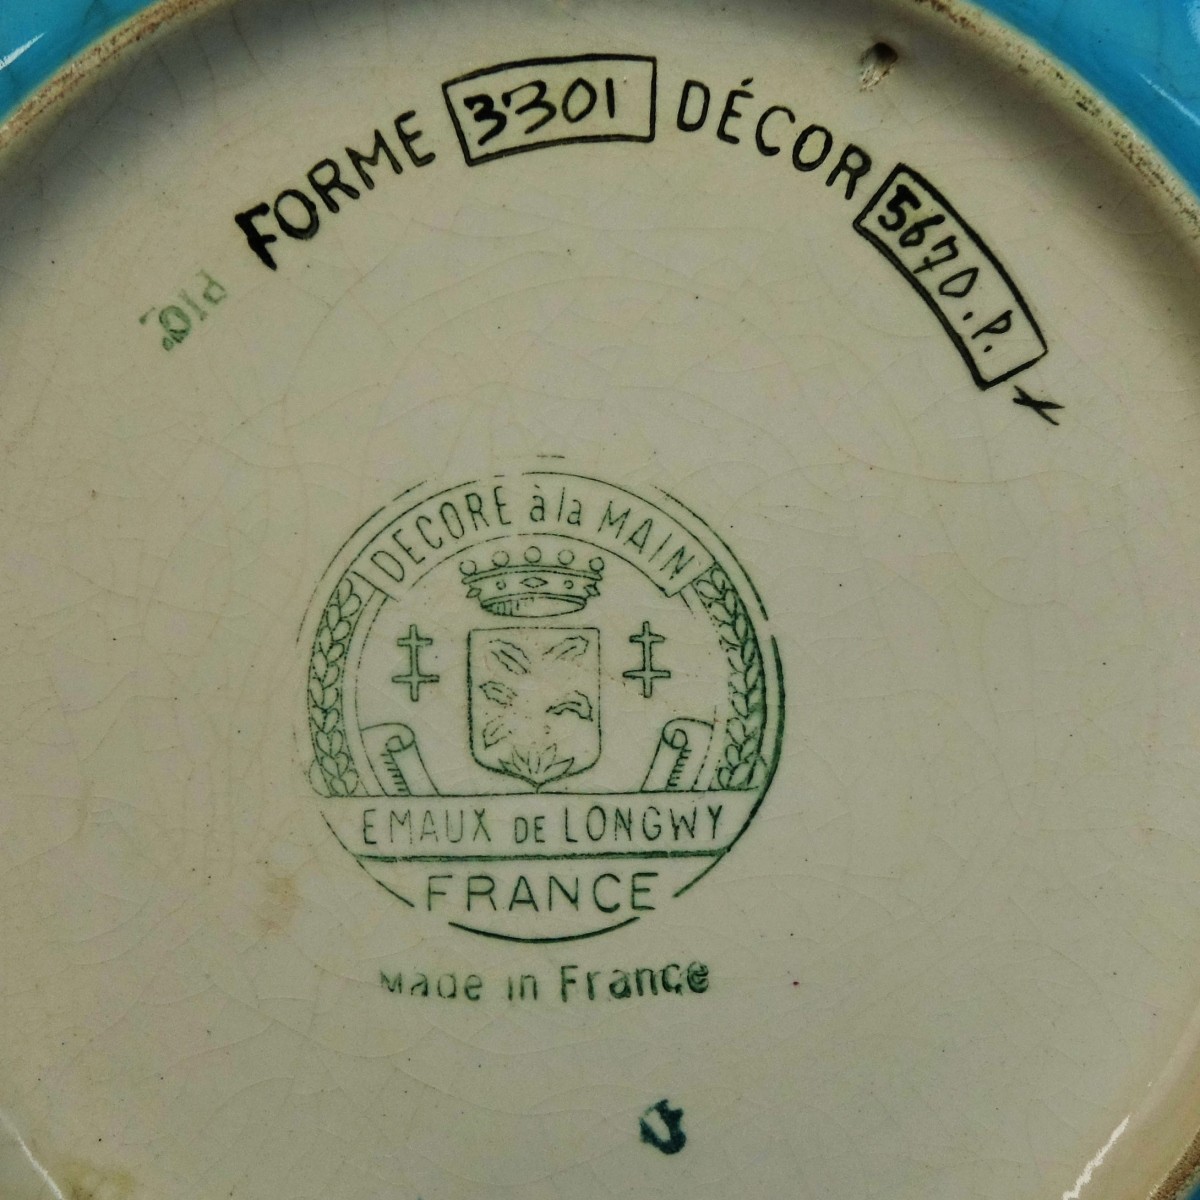 FORME 3301 DÉCOR 5670.P.
DECORE à la MAIN
EMAUX DE LONGWY
FRANCE
Made in France